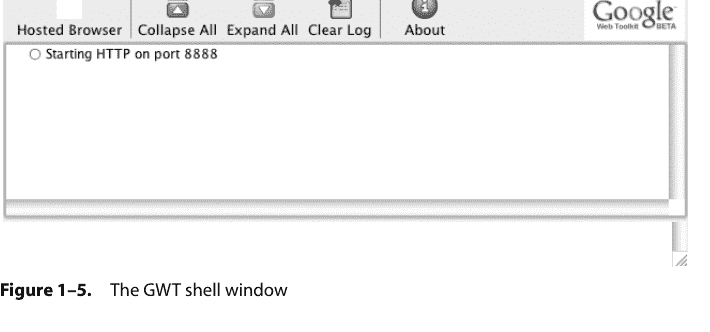 Hosted Browser Collapse All Expand All Clear Log About
Google
Web Toolkit BETA
Starting HTTP on port 8888
Figure 1–5. The GWT shell window